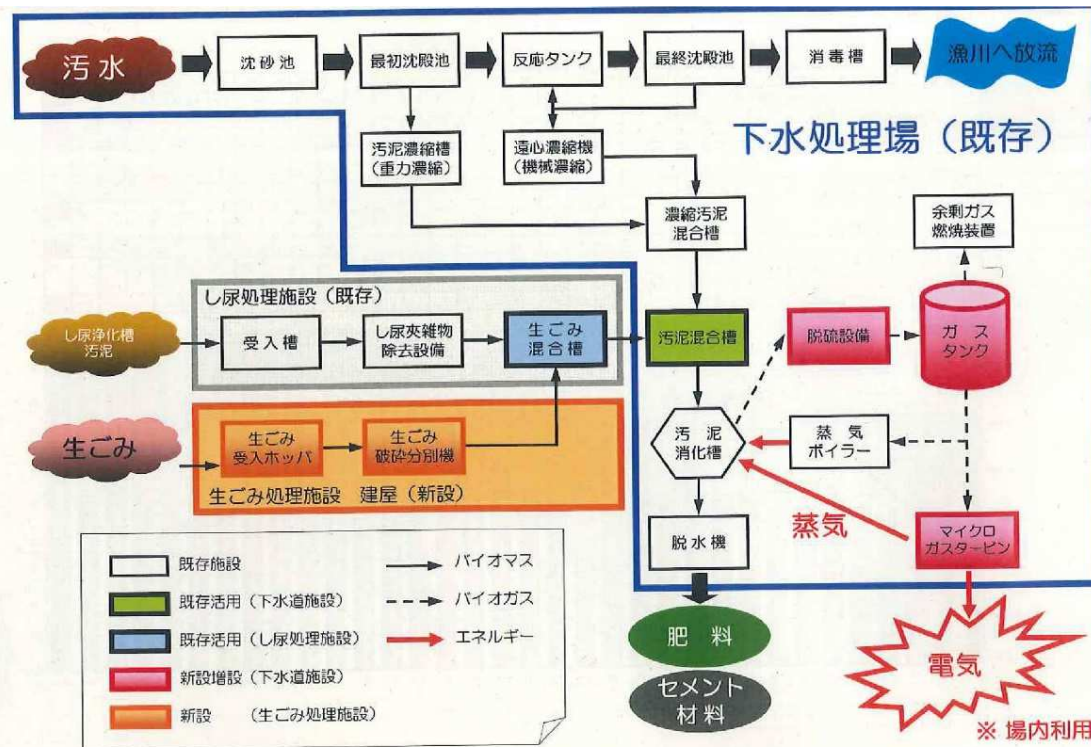 汚水
沈砂池
最初沈殿池
反応タンク
最終沈殿池
消毒槽
漁川へ放流
下水処理場（既存）
汚泥濃縮槽
（重力濃縮）
遠心濃縮機
（機械濃縮）
濃縮汚泥
混合槽
余剰ガス
燃焼装置
し尿処理施設（既存）
し尿浄化槽
汚泥
受入槽
し尿夾雑物
除去設備
生ごみ
混合槽
汚泥混合槽
脱硫設備
ガス
タンク
生ごみ
生ごみ
受入ホッパ
生ごみ
破砕分別機
生ごみ処理施設　建屋（新設）
汚泥
消化槽
蒸気
ボイラー
蒸気
マイクロ
ガスタービン
脱水機
肥料
セメント
材料
電気
※ 場内利用
既存施設
既存活用（下水道施設）
既存活用（し尿処理施設）
新設増設（下水道施設）
新設　　（生ごみ処理施設）
バイオマス
バイオガス
エネルギー